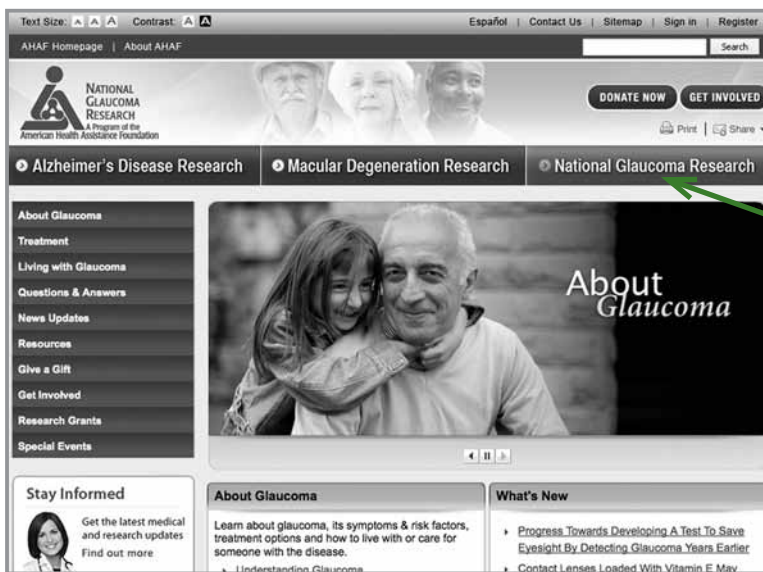 Text Size: A A A Contrast: A A
Español | Contact Us | Sitemap | Sign in | Register
AHAF Homepage | About AHAF
Search
NATIONAL
GLAUCOMA
RESEARCH
A Program of the
American Health Assistance Foundation
DONATE NOW
GET INVOLVED
Print | Share
Alzheimer's Disease Research
Macular Degeneration Research
National Glaucoma Research
About Glaucoma
Treatment
Living with Glaucoma
Questions & Answers
News Updates
Resources
Give a Gift
Get Involved
Research Grants
Special Events
About
Glaucoma
Stay Informed
Get the latest medical
and research updates
Find out more
About Glaucoma
Learn about glaucoma, its symptoms & risk factors,
treatment options and how to live with or care for
someone with the disease.
Understanding Glaucoma
What's New
Progress Towards Developing A Test To Save
Eyesight By Detecting Glaucoma Years Earlier
Contact Lenses Loaded With Vitamin E May